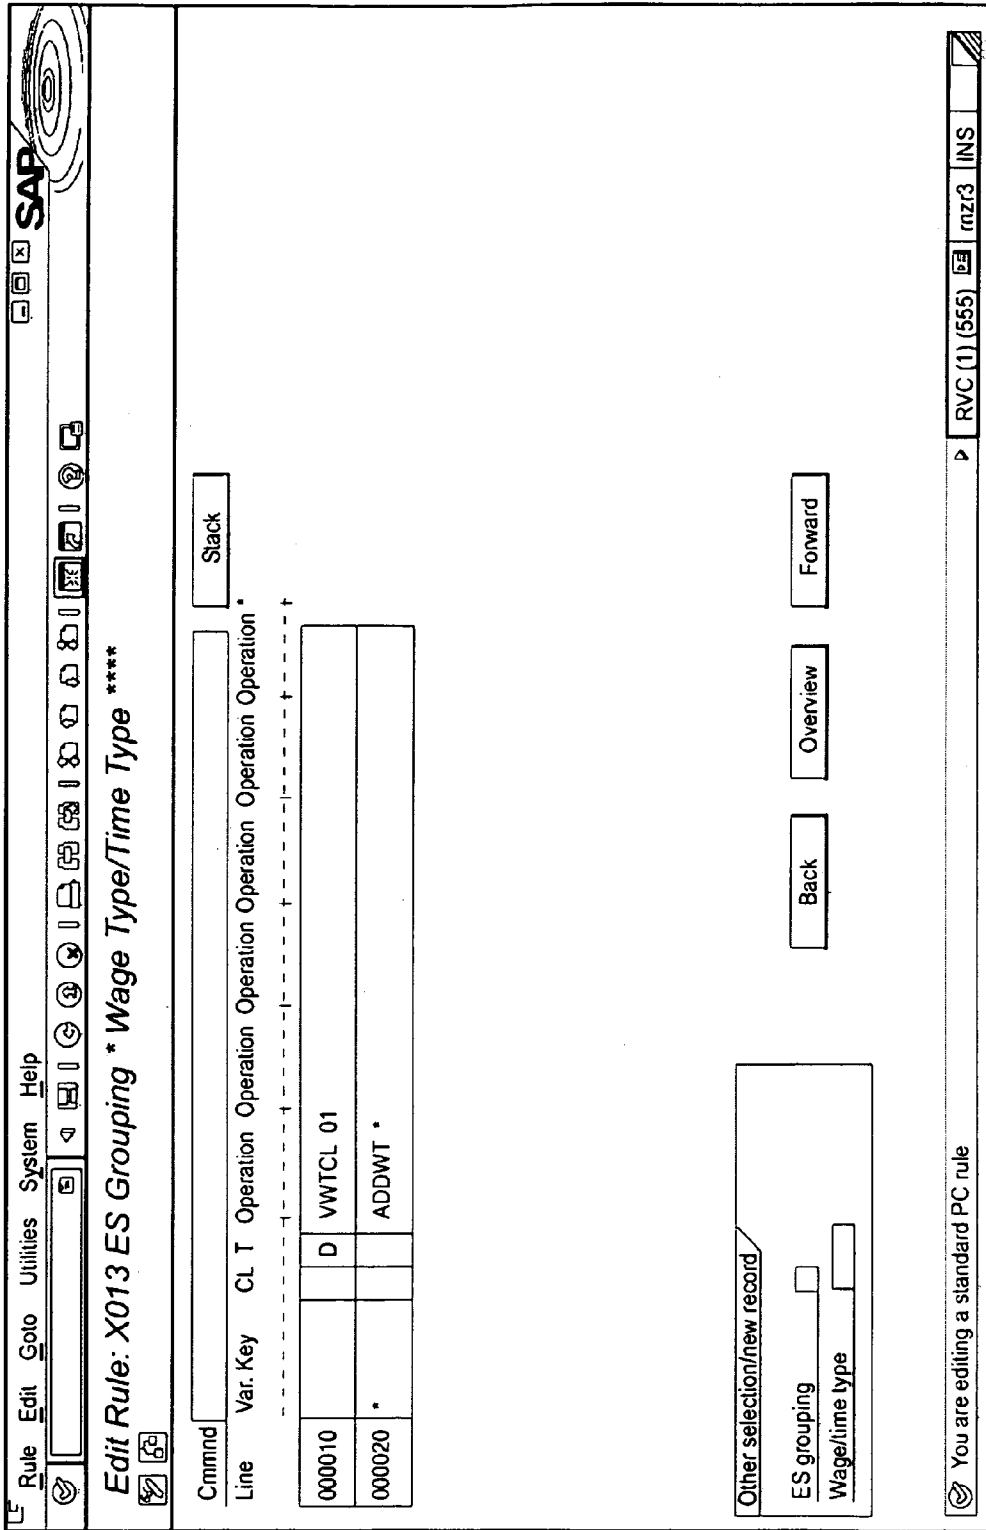 Rule Edit Goto Utilities System Help
SAP
Edit Rule: X013 ES Grouping * Wage Type/Time Type ****
Cmmnd
Stack
Line Var. Key CL T Operation Operation Operation Operation Operation Operation *
000010 D VWTCL 01
000020 * ADDWT *
Other selection/new record
ES grouping
Wage/time type
Back
Overview
Forward
You are editing a standard PC rule
RVC (1) (555)
rnzr3
INS